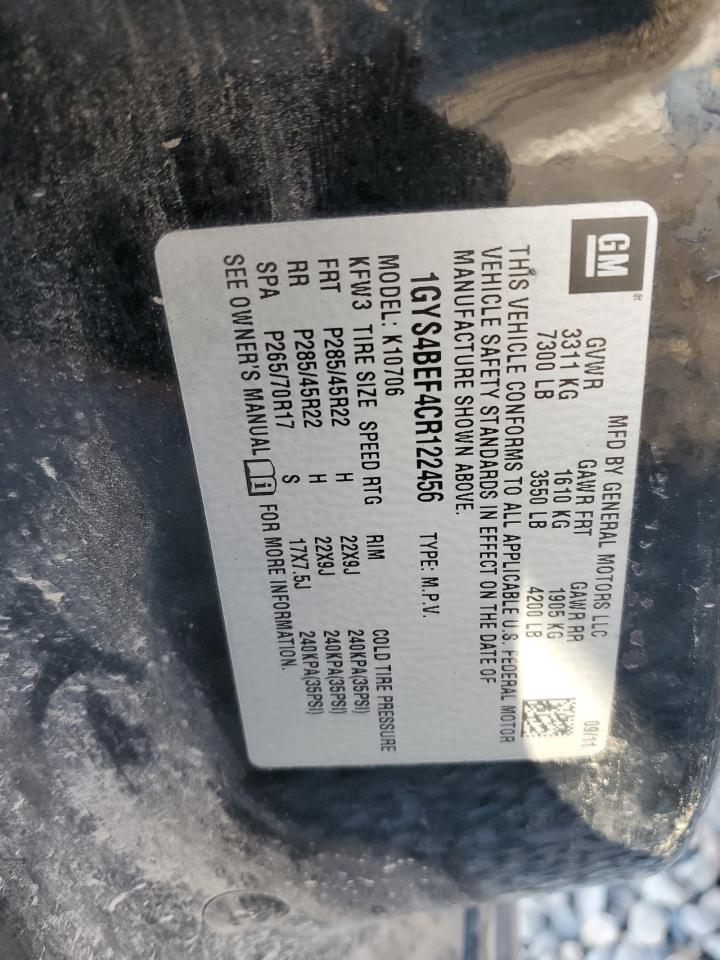 GM
MFD BY GENERAL MOTORS LLC 09/11
GVWR GAWR FRT GAWR RR
3311 KG 1610 KG 1905 KG
7300 LB 3550 LB 4200 LB
THIS VEHICLE CONFORMS TO ALL APPLICABLE U.S. FEDERAL MOTOR
VEHICLE SAFETY STANDARDS IN EFFECT ON THE DATE OF
MANUFACTURE SHOWN ABOVE.
1GYS4BEF4CR122456 TYPE: M.P.V.
MODEL: K10706
KFW3 TIRE SIZE SPEED RTG RIM COLD TIRE PRESSURE
FRT P285/45R22 H 22X9J 240KPA(35PSI)
RR P285/45R22 H 22X9J 240KPA(35PSI)
SPA P265/70R17 S 17X7.5J 240KPA(35PSI)
SEE OWNER'S MANUAL i FOR MORE INFORMATION.